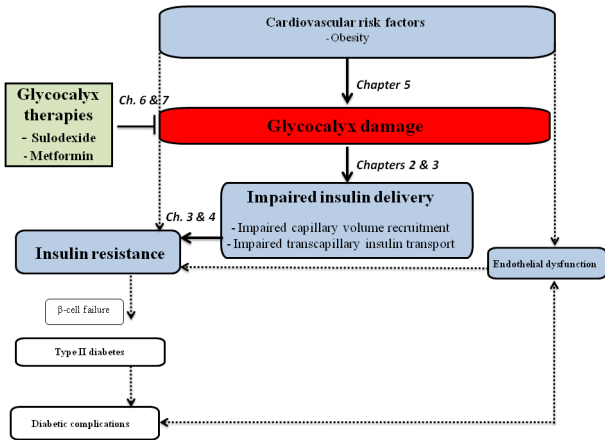 Cardiovascular risk factors
- Obesity
Chapter 5
Ch. 6 & 7
Glycocalyx
therapies
- Sulodexide
- Metformin
Glycocalyx damage
Chapters 2 & 3
Impaired insulin delivery
- Impaired capillary volume recruitment
- Impaired transcapillary insulin transport
Ch. 3 & 4
Insulin resistance
Endothelial dysfunction
β-cell failure
Type II diabetes
Diabetic complications